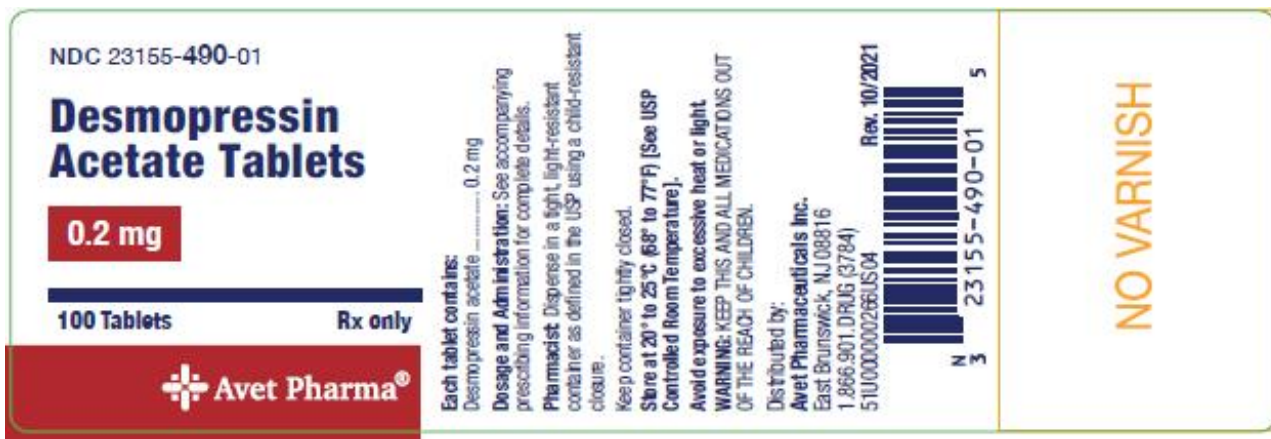 NDC 23155-490-01
Desmopressin
Acetate Tablets
0.2 mg
100 Tablets Rx only
Avet Pharma®
Each tablet contains:
Desmopressin acetate ............ 0.2 mg
Dosage and Administration: See accompanying
prescribing information for complete details.
Pharmacist: Dispense in a tight, light-resistant
container as defined in the USP using a child-resistant
closure.
Keep container tightly closed.
Store at 20° to 25°C (68° to 77°F) [See USP
Controlled Room Temperature].
Avoid exposure to excessive heat or light.
WARNING: KEEP THIS AND ALL MEDICATIONS OUT
OF THE REACH OF CHILDREN.
Distributed by:
Avet Pharmaceuticals Inc.
East Brunswick, NJ 08816
1.866.901.DRUG (3784)
51U00000266US04 Rev. 10/2021
N
3 23155-490-01 5
NO VARNISH